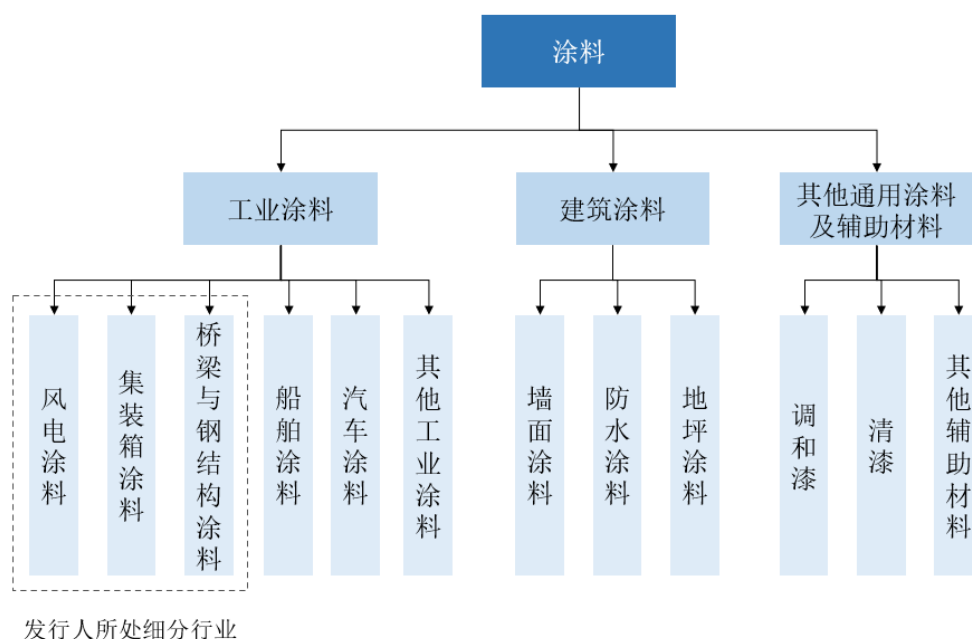 涂料
工业涂料
建筑涂料
其他通用涂料
及辅助材料
风电涂料
集装箱涂料
桥梁与钢结构涂料
船舶涂料
汽车涂料
其他工业涂料
墙面涂料
防水涂料
地坪涂料
调和漆
清漆
其他辅助材料
发行人所处细分行业